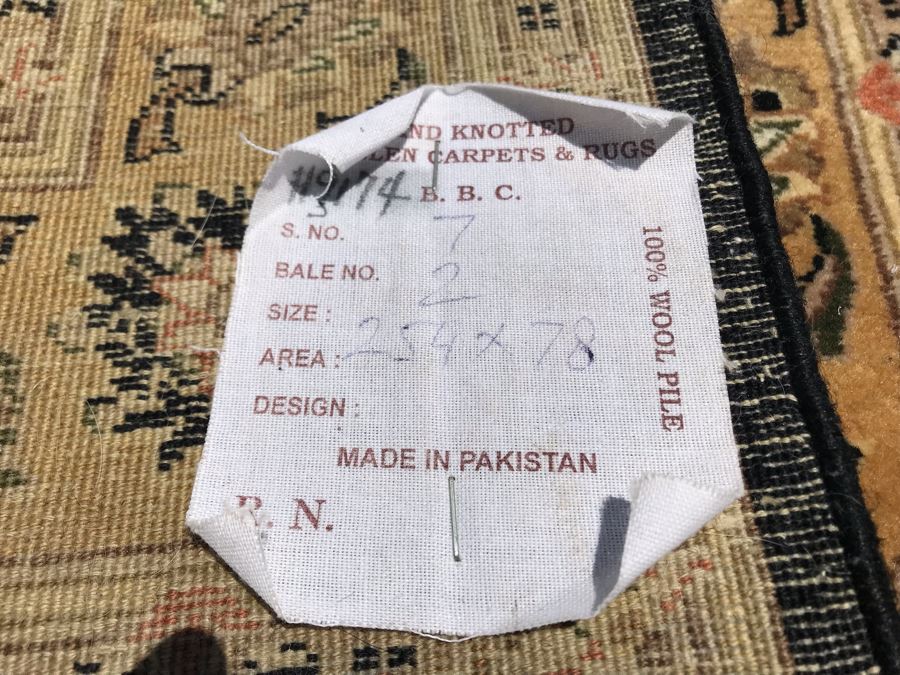 ND KNOTTED
LEN CARPETS & RUGS
B. B. C.
S. NO. 7
BALE NO. 2
SIZE :
AREA : 254 x 78
DESIGN :
MADE IN PAKISTAN
R. N.
100% WOOL PILE